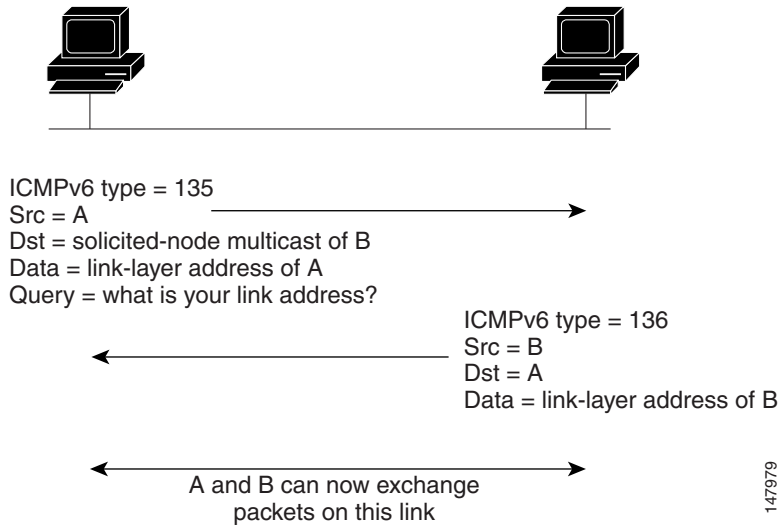 ICMPv6 type = 135
Src = A
Dst = solicited-node multicast of B
Data = link-layer address of A
Query = what is your link address?
ICMPv6 type = 136
Src = B
Dst = A
Data = link-layer address of B
A and B can now exchange
packets on this link
147979